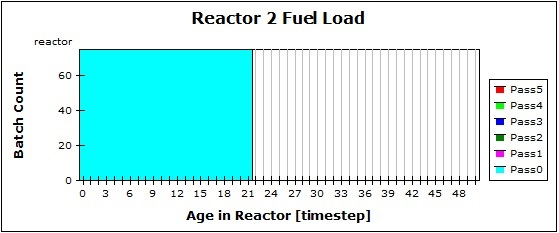 Reactor 2 Fuel Load
reactor
Batch Count
60
40
20
0
0 3 6 9 12 15 18 21 24 27 30 33 36 39 42 45 48
Age in Reactor [timestep]
Pass5
Pass4
Pass3
Pass2
Pass1
Pass0